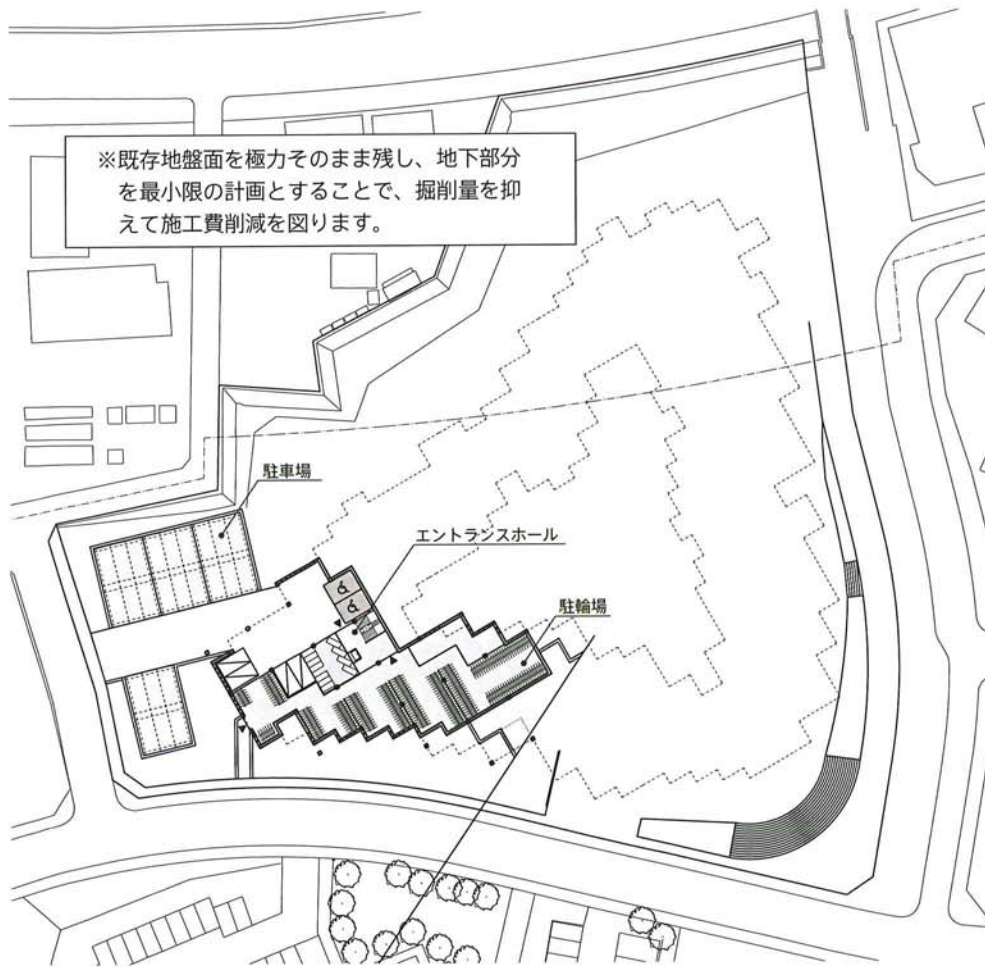 ※既存地盤面を極力そのまま残し、地下部分
を最小限の計画とすることで、掘削量を抑
えて施工費削減を図ります。
駐車場
エントランスホール
駐輪場